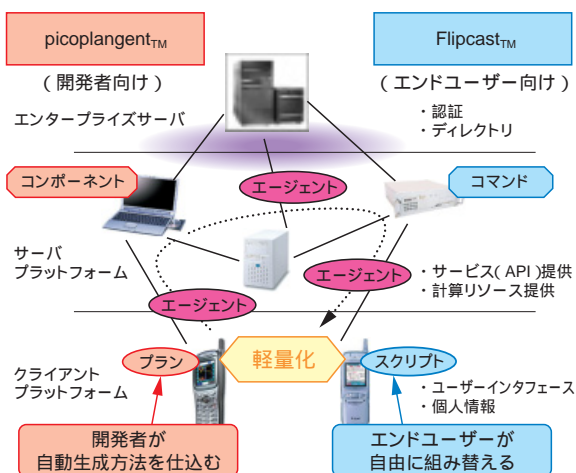 picoplangentTM
Flipcast TM
(開発者向け)
(エンドユーザー向け)
エンタープライズサーバ
・認証
・ディレクトリ
コンポーネント
エージェント
コマンド
サーバ
プラットフォーム
エージェント
エージェント
・サービス(API)提供
・計算リソース提供
プラン
軽量化
スクリプト
クライアント
プラットフォーム
・ユーザーインタフェース
・個人情報
開発者が
自動生成方法を仕込む
エンドユーザーが
自由に組み替える